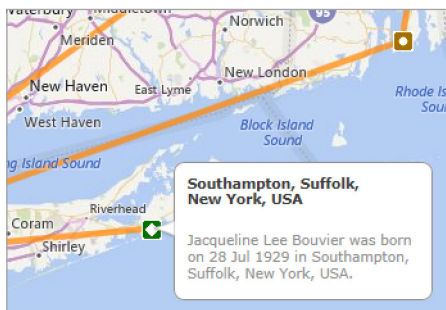 Waterbury
Middletown
Norwich
95
Meriden
New London
New Haven
East Lyme
Rhode Is
West Haven
Block Island
Sound
ng Island Sound
Southampton, Suffolk,
New York, USA
Riverhead
Coram
Shirley
Jacqueline Lee Bouvier was born
on 28 Jul 1929 in Southampton,
Suffolk, New York, USA.